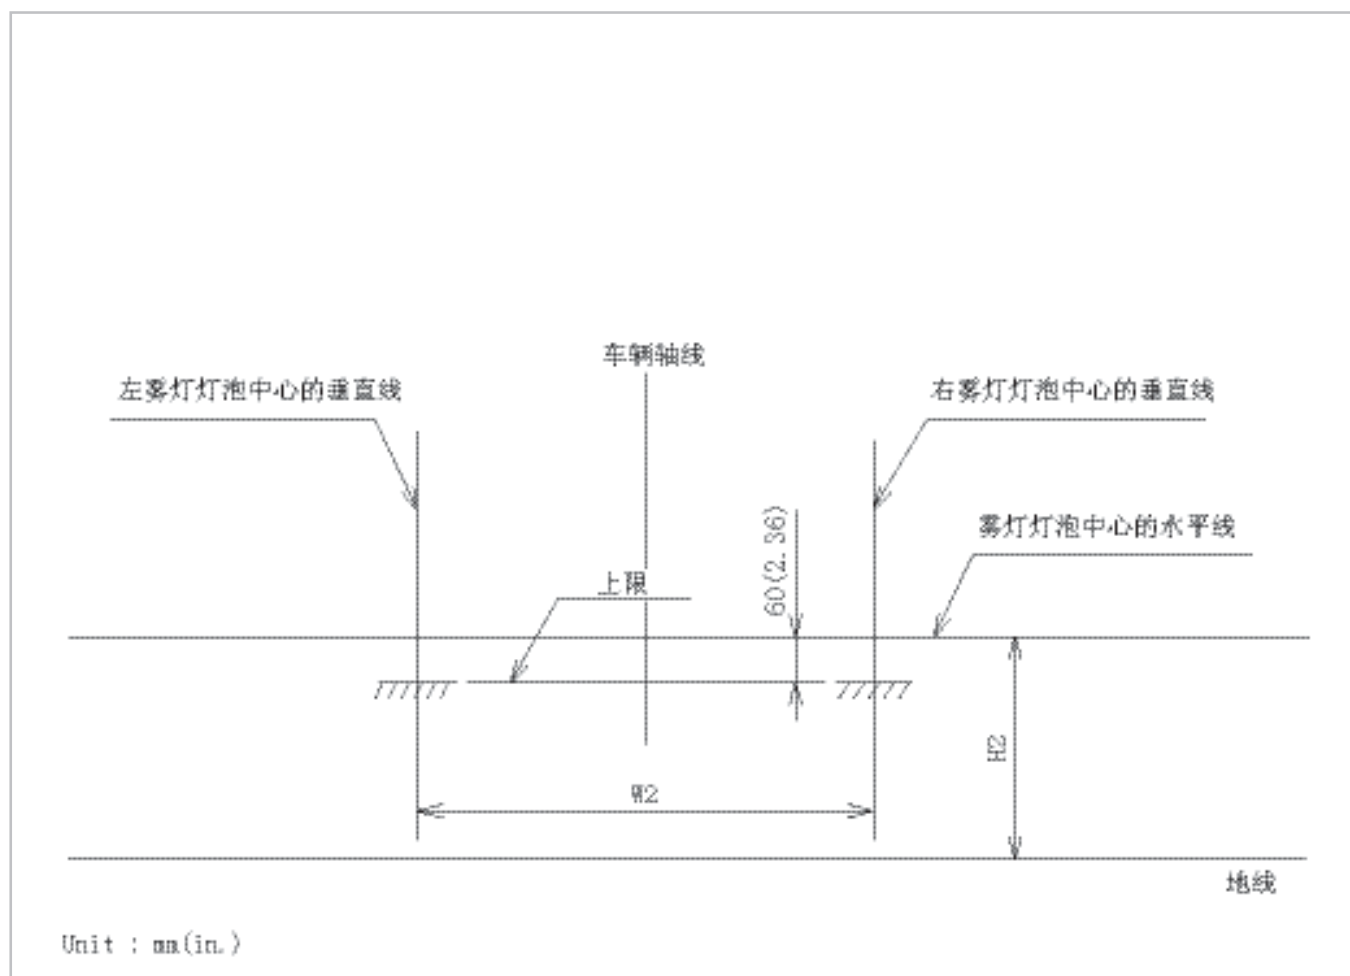 车辆轴线
左雾灯灯泡中心的垂直线
右雾灯灯泡中心的垂直线
雾灯灯泡中心的水平线
60(2.36)
上限
H2
W2
地线
Unit : mm(in.)